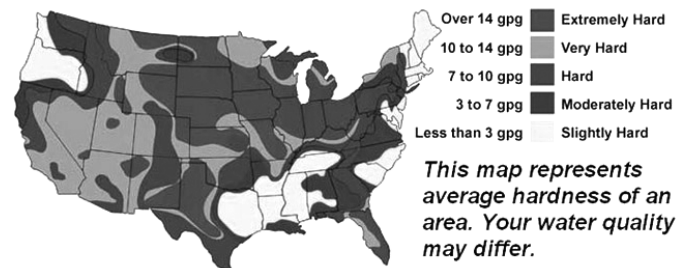 Over 14 gpg Extremely Hard
10 to 14 gpg Very Hard
7 to 10 gpg Hard
3 to 7 gpg Moderately Hard
Less than 3 gpg Slightly Hard
This map represents
average hardness of an
area. Your water quality
may differ.